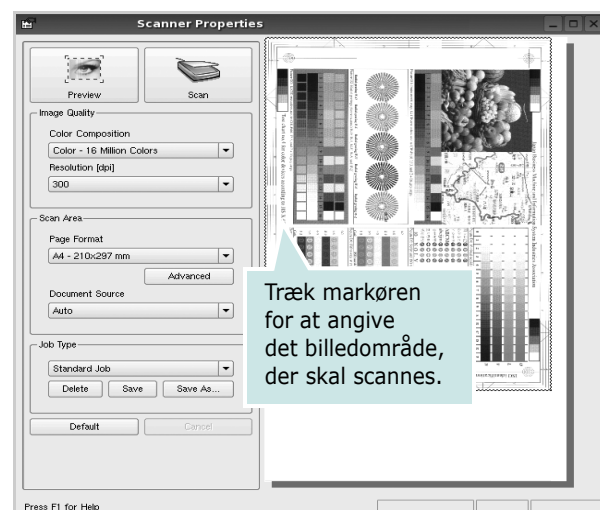 Scanner Properties
Preview
Scan
Image Quality
Color Composition
Color - 16 Million Colors
Resolution [dpi]
300
Scan Area
Page Format
A4 - 210x297 mm
Advanced
Document Source
Auto
Job Type
Standard Job
Delete
Save
Save As...
Default
Cancel
Press F1 for Help
Træk markøren
for at angive
det billedområde,
der skal scannes.